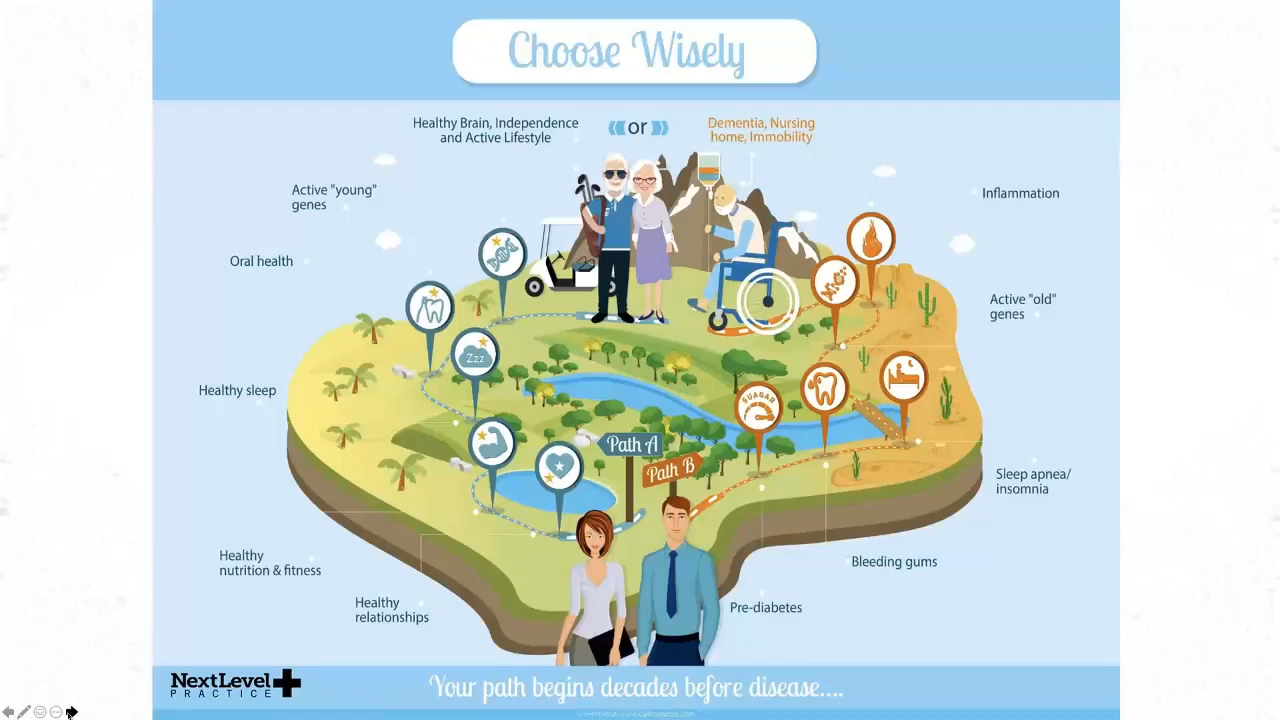 Choose Wisely
Healthy Brain, Independence
and Active Lifestyle
or
Dementia, Nursing
home, Immobility
Active "young"
genes
Inflammation
Oral health
Active "old"
genes
Zzz
Healthy sleep
SUAGAR
Path A
Path B
Sleep apnea/
insomnia
Healthy
nutrition & fitness
Bleeding gums
Healthy
relationships
Pre-diabetes
NextLevel
PRACTICE
Your path begins decades before disease....